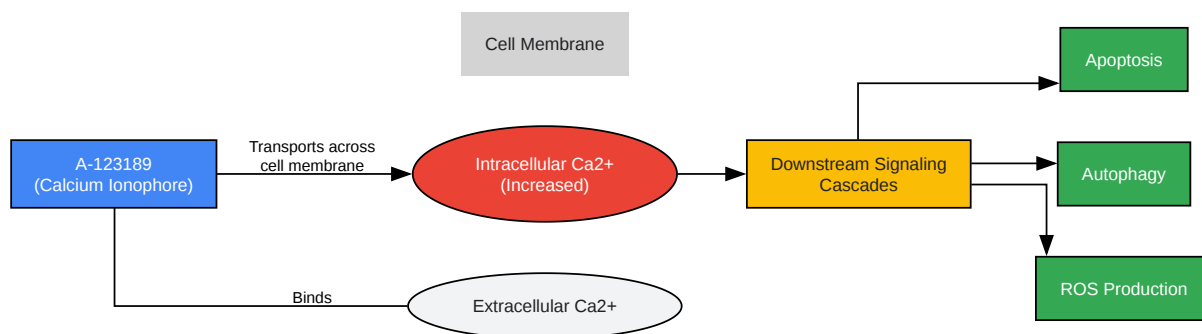 Cell Membrane
Apoptosis
A-123189
(Calcium Ionophore)
Transports across
cell membrane
Intracellular Ca2+
(Increased)
Downstream Signaling
Cascades
Autophagy
Binds
Extracellular Ca2+
ROS Production